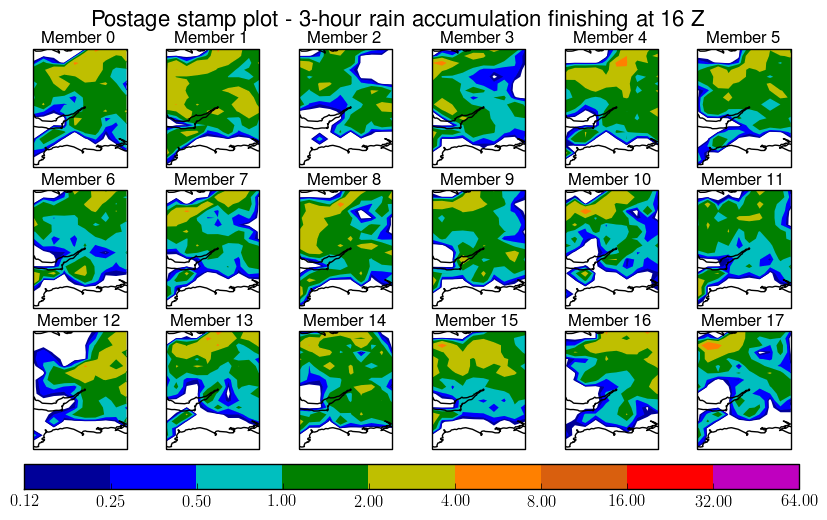 Postage stamp plot - 3-hour rain accumulation finishing at 16 Z
Member 0 Member 1 Member 2 Member 3 Member 4 Member 5
Member 6 Member 7 Member 8 Member 9 Member 10 Member 11
Member 12 Member 13 Member 14 Member 15 Member 16 Member 17
0.12 0.25 0.50 1.00 2.00 4.00 8.00 16.00 32.00 64.00